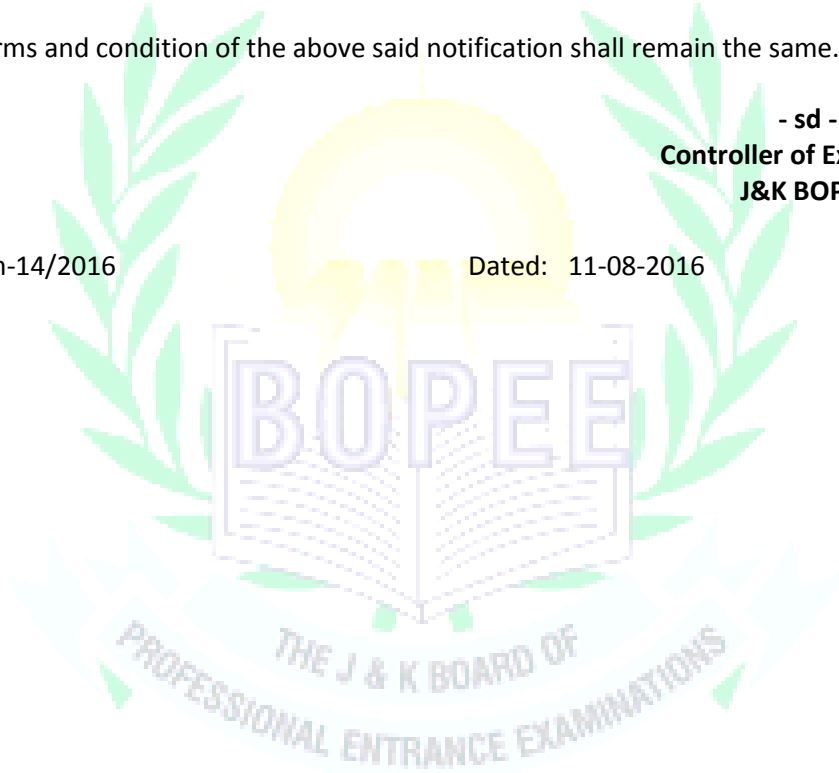 rms and condition of the above said notification shall remain the same.
- sd -
Controller of Ex
J&K BOP
-14/2016 Dated: 11-08-2016
BOPEE
THE J & K BOARD OF
PROFESSIONAL ENTRANCE EXAMINATIONS